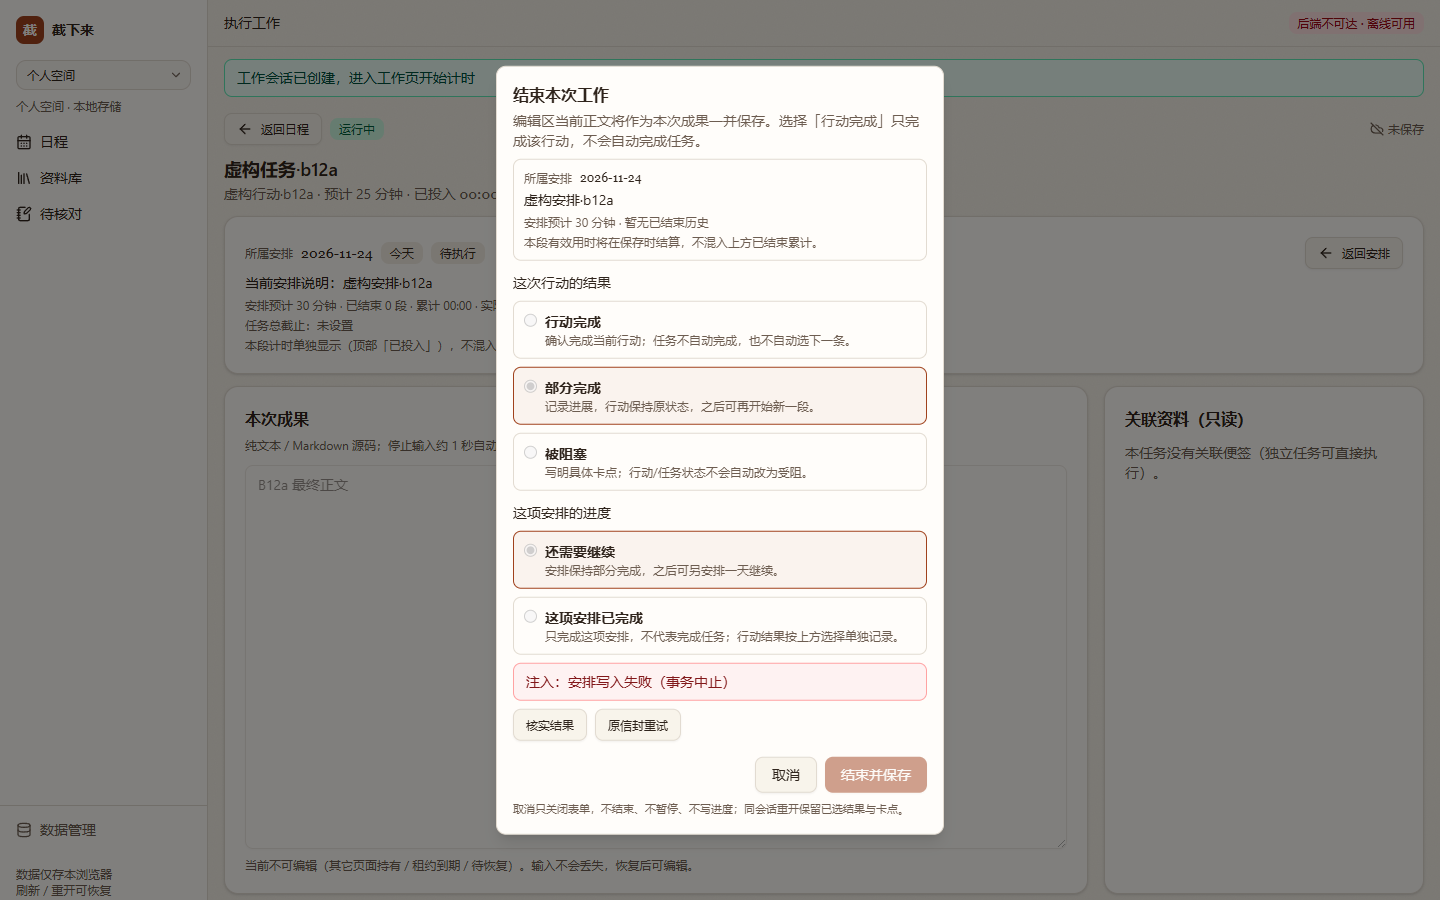 截 截下来
个人空间
个人空间 · 本地存储
日程
资料库
待核对
数据管理
数据仅存本浏览器
刷新 / 重开可恢复
执行工作
后端不可达 · 离线可用
工作会话已创建，进入工作页开始计时
返回日程
运行中
未保存
虚构任务·b12a
虚构行动·b12a · 预计 25 分钟 · 已投入 00:00
所属安排 2026-11-24 今天 待执行
返回安排
当前安排说明：虚构安排·b12a
安排预计 30 分钟 · 已结束 0 段 · 累计 00:00 · 实
任务总截止：未设置
本段计时单独显示（顶部「已投入」），不混入
本次成果
纯文本 / Markdown 源码；停止输入约 1 秒自动
B12a 最终正文
当前不可编辑（其它页面持有 / 租约到期 / 待恢复）。输入不会丢失，恢复后可编辑。
关联资料（只读）
本任务没有关联便签（独立任务可直接执
行）。
结束本次工作
编辑区当前正文将作为本次成果一并保存。选择「行动完成」只完
成该行动，不会自动完成任务。
所属安排 2026-11-24
虚构安排·b12a
安排预计 30 分钟 · 暂无已结束历史
本段有效用时将在保存时结算，不混入上方已结束累计。
这次行动的结果
行动完成
确认完成当前行动；任务不自动完成，也不自动选下一条。
部分完成
记录进展，行动保持原状态，之后可再开始新一段。
被阻塞
写明具体卡点；行动/任务状态不会自动改为受阻。
这项安排的进度
还需要继续
安排保持部分完成，之后可另安排一天继续。
这项安排已完成
只完成这项安排，不代表完成任务；行动结果按上方选择单独记录。
注入：安排写入失败（事务中止）
核实结果
原信封重试
取消
结束并保存
取消只关闭表单，不结束、不暂停、不写进度；同会话重开保留已选结果与卡点。